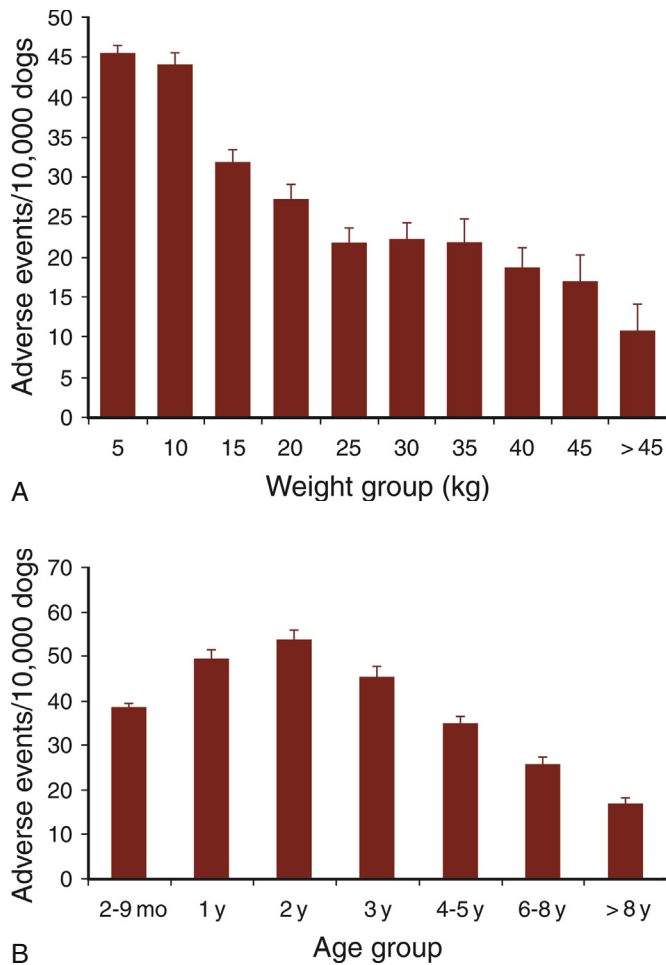 Adverse events/10,000 dogs
50
45
40
35
30
25
20
15
10
5
0
5 10 15 20 25 30 35 40 45 > 45
Weight group (kg)
A
Adverse events/10,000 dogs
70
60
50
40
30
20
10
0
2-9 mo 1 y 2 y 3 y 4-5 y 6-8 y > 8 y
Age group
B